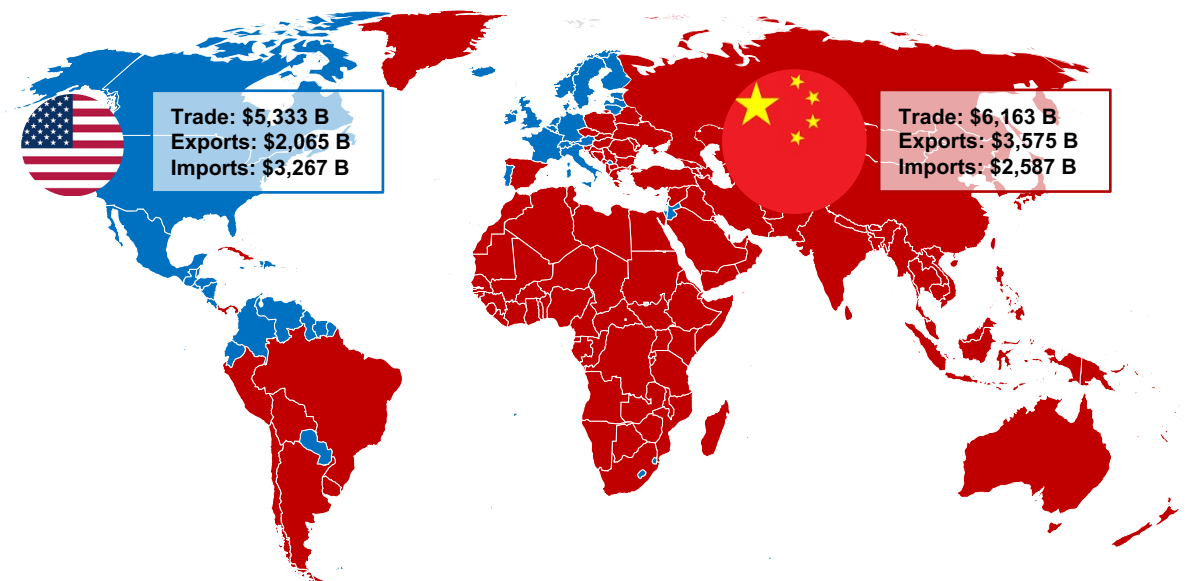 Trade: $5,333 B
Exports: $2,065 B
Imports: $3,267 B
Trade: $6,163 B
Exports: $3,575 B
Imports: $2,587 B